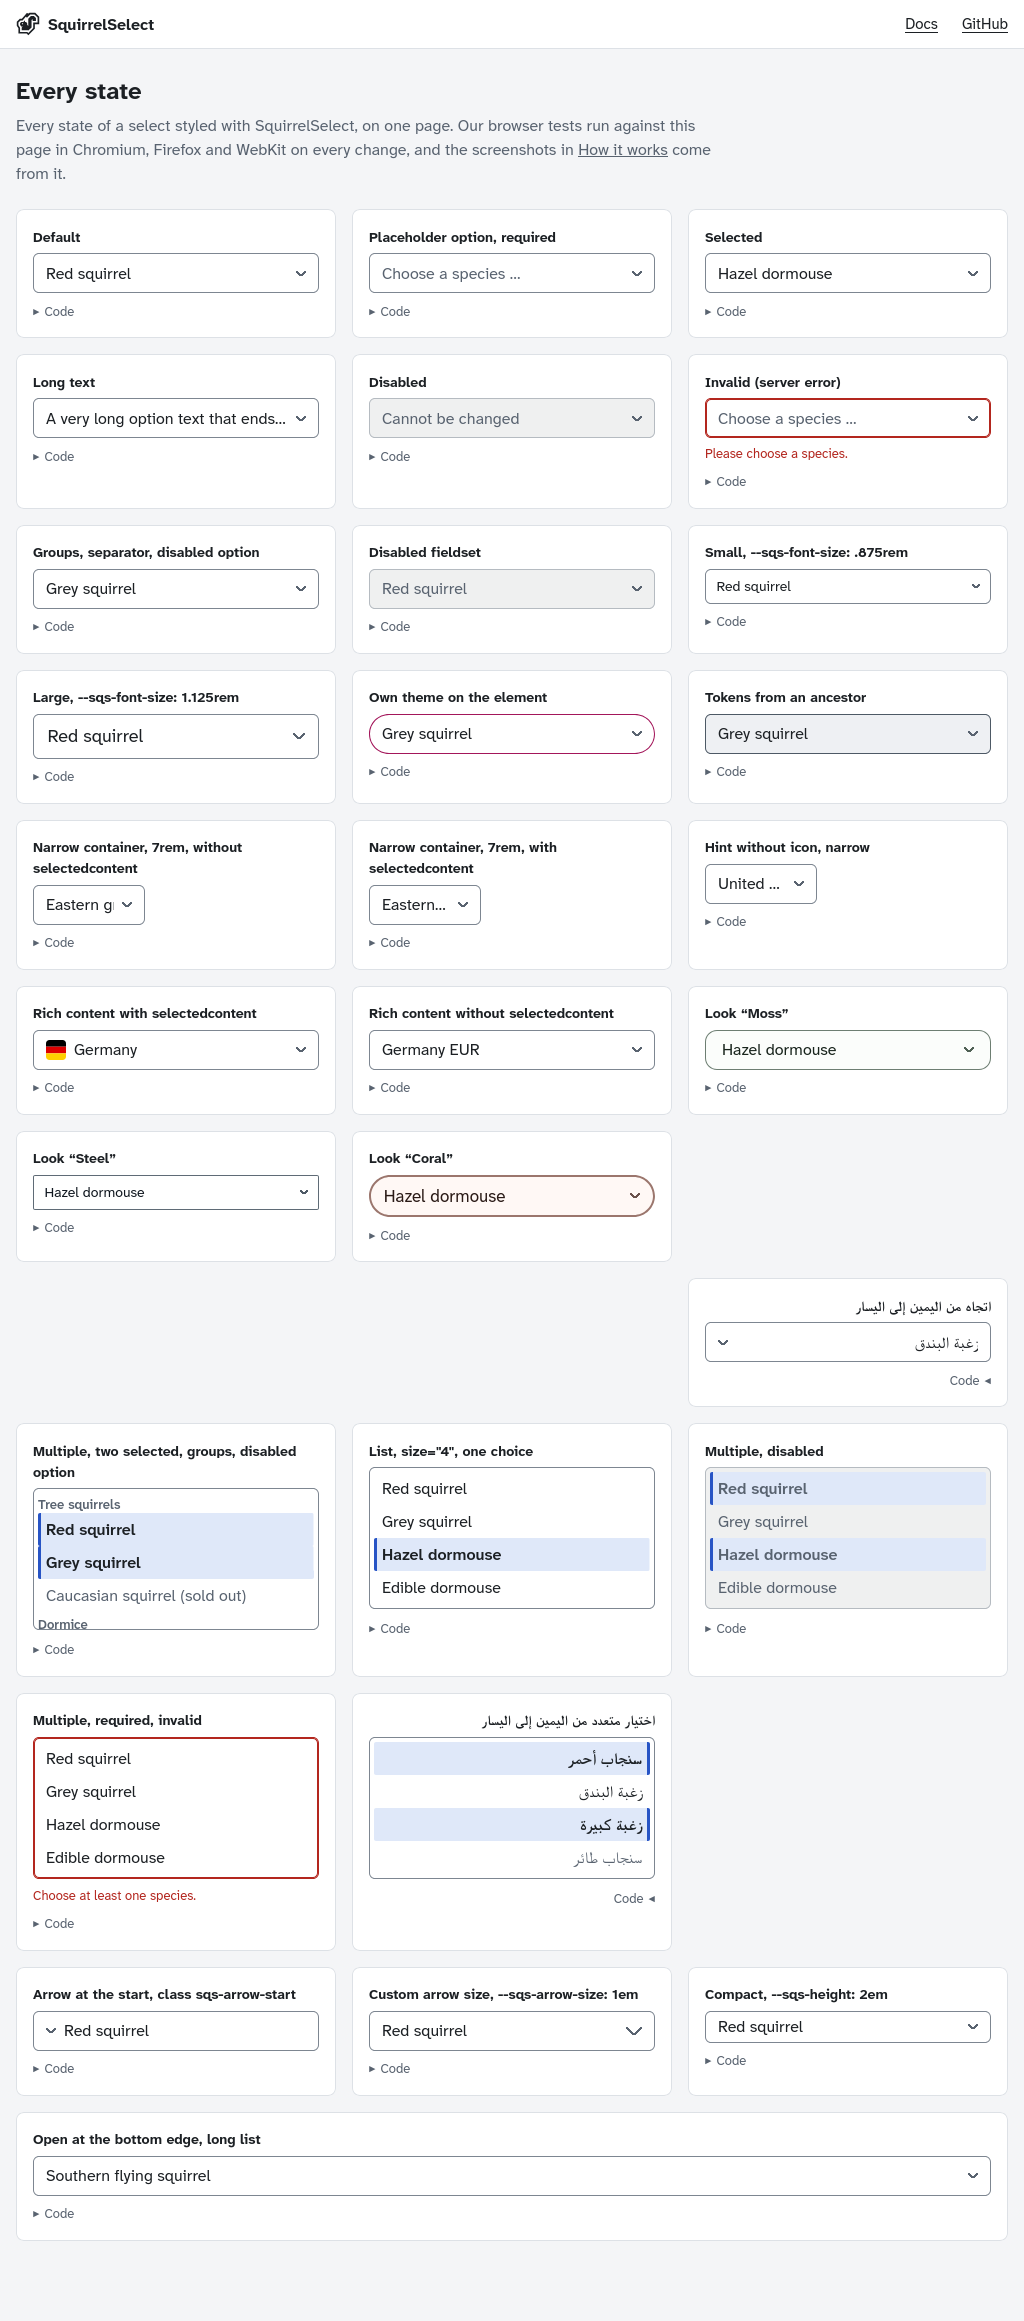 SquirrelSelect
Docs
GitHub
Every state
Every state of a select styled with SquirrelSelect, on one page. Our browser tests run against this
page in Chromium, Firefox and WebKit on every change, and the screenshots in How it works come
from it.
Default
Red squirrel
Code
Placeholder option, required
Choose a species ...
Code
Selected
Hazel dormouse
Code
Long text
A very long option text that ends...
Code
Disabled
Cannot be changed
Code
Invalid (server error)
Choose a species ...
Please choose a species.
Code
Groups, separator, disabled option
Grey squirrel
Code
Disabled fieldset
Red squirrel
Code
Small, --sqs-font-size: .875rem
Red squirrel
Code
Large, --sqs-font-size: 1.125rem
Red squirrel
Code
Own theme on the element
Grey squirrel
Code
Tokens from an ancestor
Grey squirrel
Code
Narrow container, 7rem, without
selectedcontent
Eastern
Code
Narrow container, 7rem, with
selectedcontent
Eastern...
Code
Hint without icon, narrow
United ...
Code
Rich content with selectedcontent
Germany
Code
Rich content without selectedcontent
Germany EUR
Code
Look “Moss”
Hazel dormouse
Code
Look “Steel”
Hazel dormouse
Code
Look “Coral”
Hazel dormouse
Code
اتجاه من اليمين إلى اليسار
زغبة البندق
Code
Multiple, two selected, groups, disabled
option
Tree squirrels
Red squirrel
Grey squirrel
Caucasian squirrel (sold out)
Dormice
Code
List, size="4", one choice
Red squirrel
Grey squirrel
Hazel dormouse
Edible dormouse
Code
Multiple, disabled
Red squirrel
Grey squirrel
Hazel dormouse
Edible dormouse
Code
Multiple, required, invalid
Red squirrel
Grey squirrel
Hazel dormouse
Edible dormouse
Choose at least one species.
Code
اختيار متعدد من اليمين إلى اليسار
سنجاب أحمر
زغبة البندق
زغبة كبيرة
سنجاب طائر
Code
Arrow at the start, class sqs-arrow-start
Red squirrel
Code
Custom arrow size, --sqs-arrow-size: 1em
Red squirrel
Code
Compact, --sqs-height: 2em
Red squirrel
Code
Open at the bottom edge, long list
Southern flying squirrel
Code